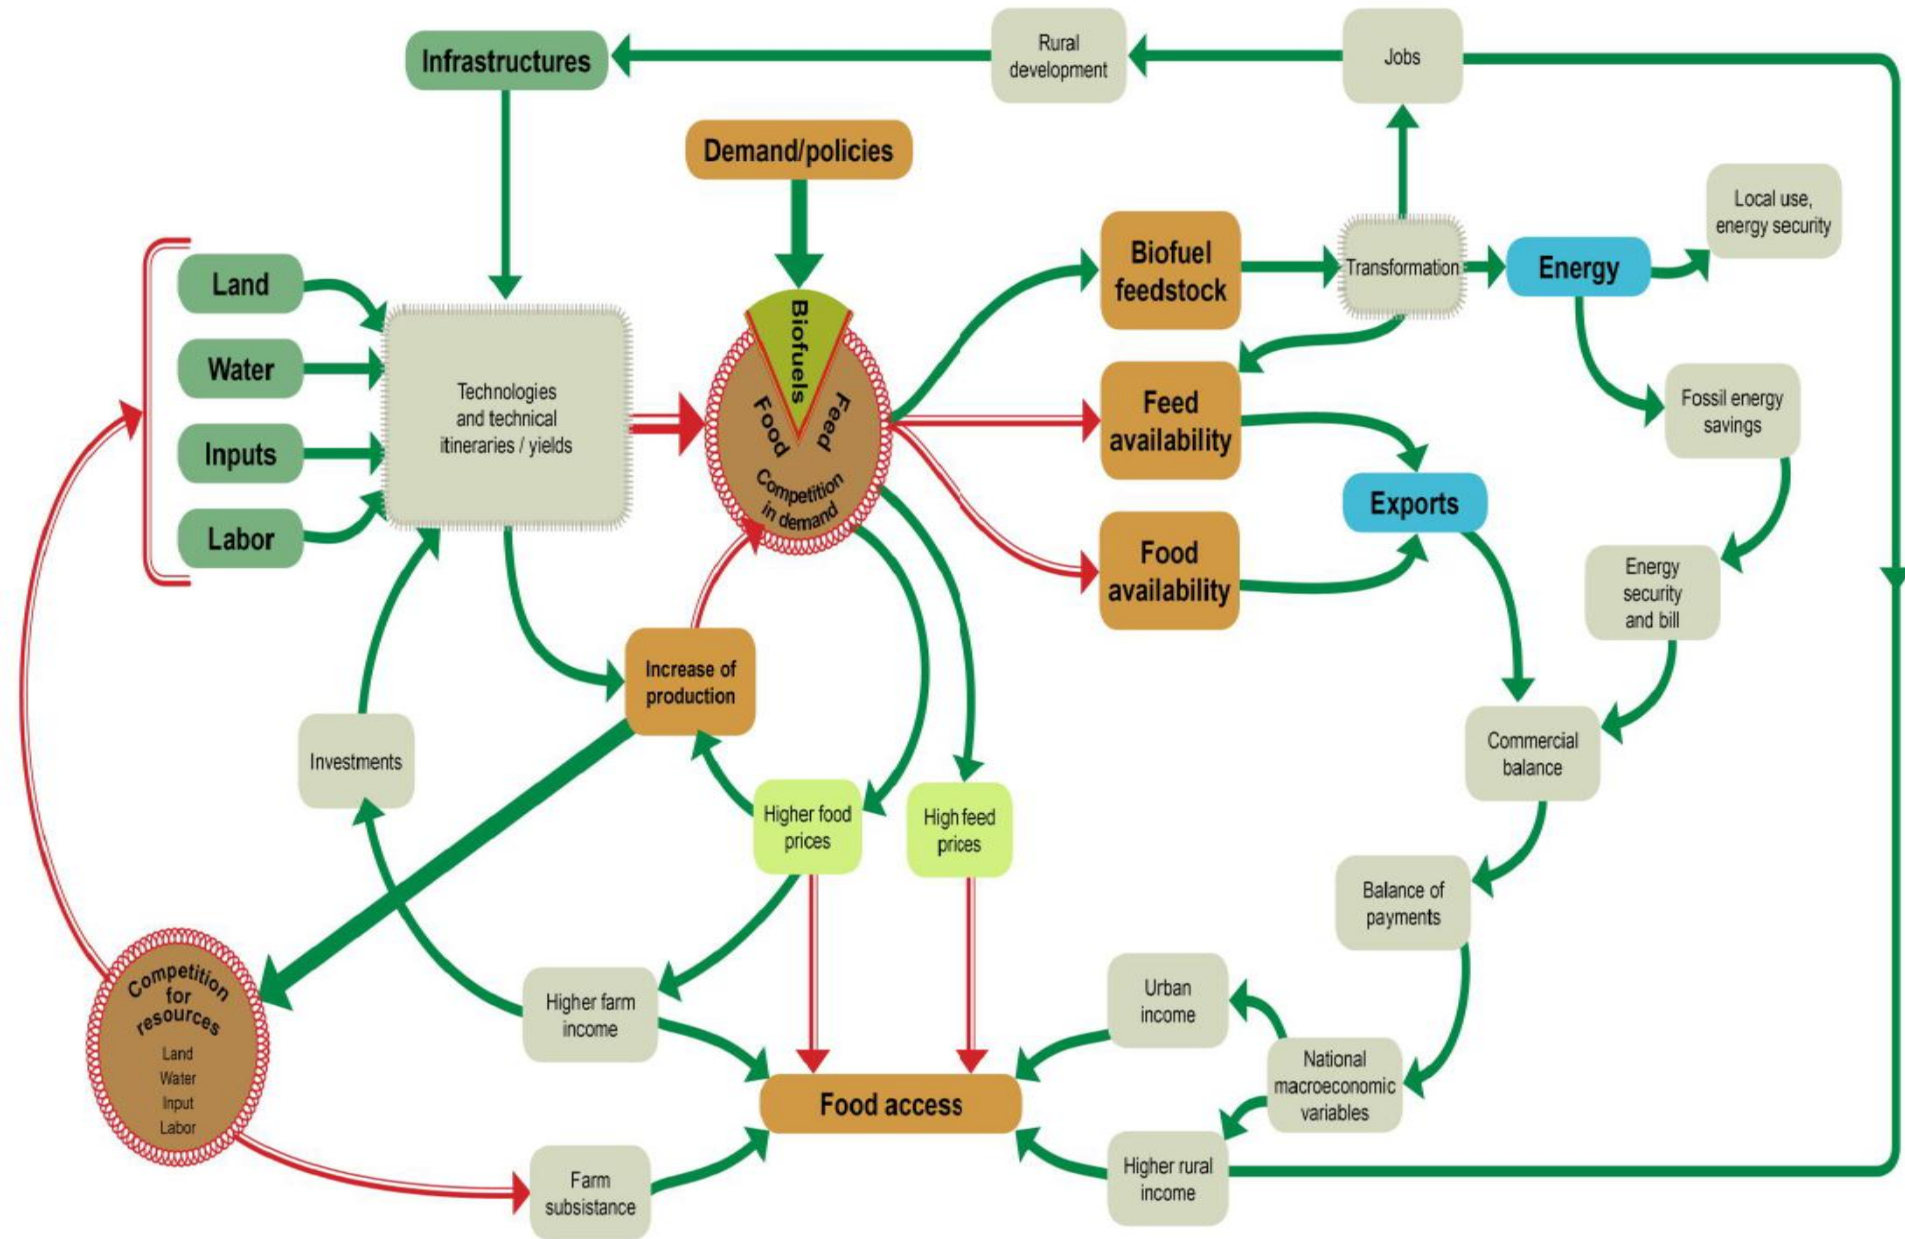 Infrastructures
Rural
development
Jobs
Demand/policies
Local use,
energy security
Land
Water
Inputs
Labor
Technologies
and technical
itineraries / yields
Biofuels
Food
Feed
Competition
in demand
Biofuel
feedstock
Transformation
Energy
Feed
availability
Fossil energy
savings
Exports
Food
availability
Energy
security
and bill
Increase of
production
Investments
Higher food
prices
High feed
prices
Commercial
balance
Balance of
payments
Competition
for
resources
Land
Water
Input
Labor
Higher farm
income
Urban
income
National
macroeconomic
variables
Food access
Farm
subsistance
Higher rural
income